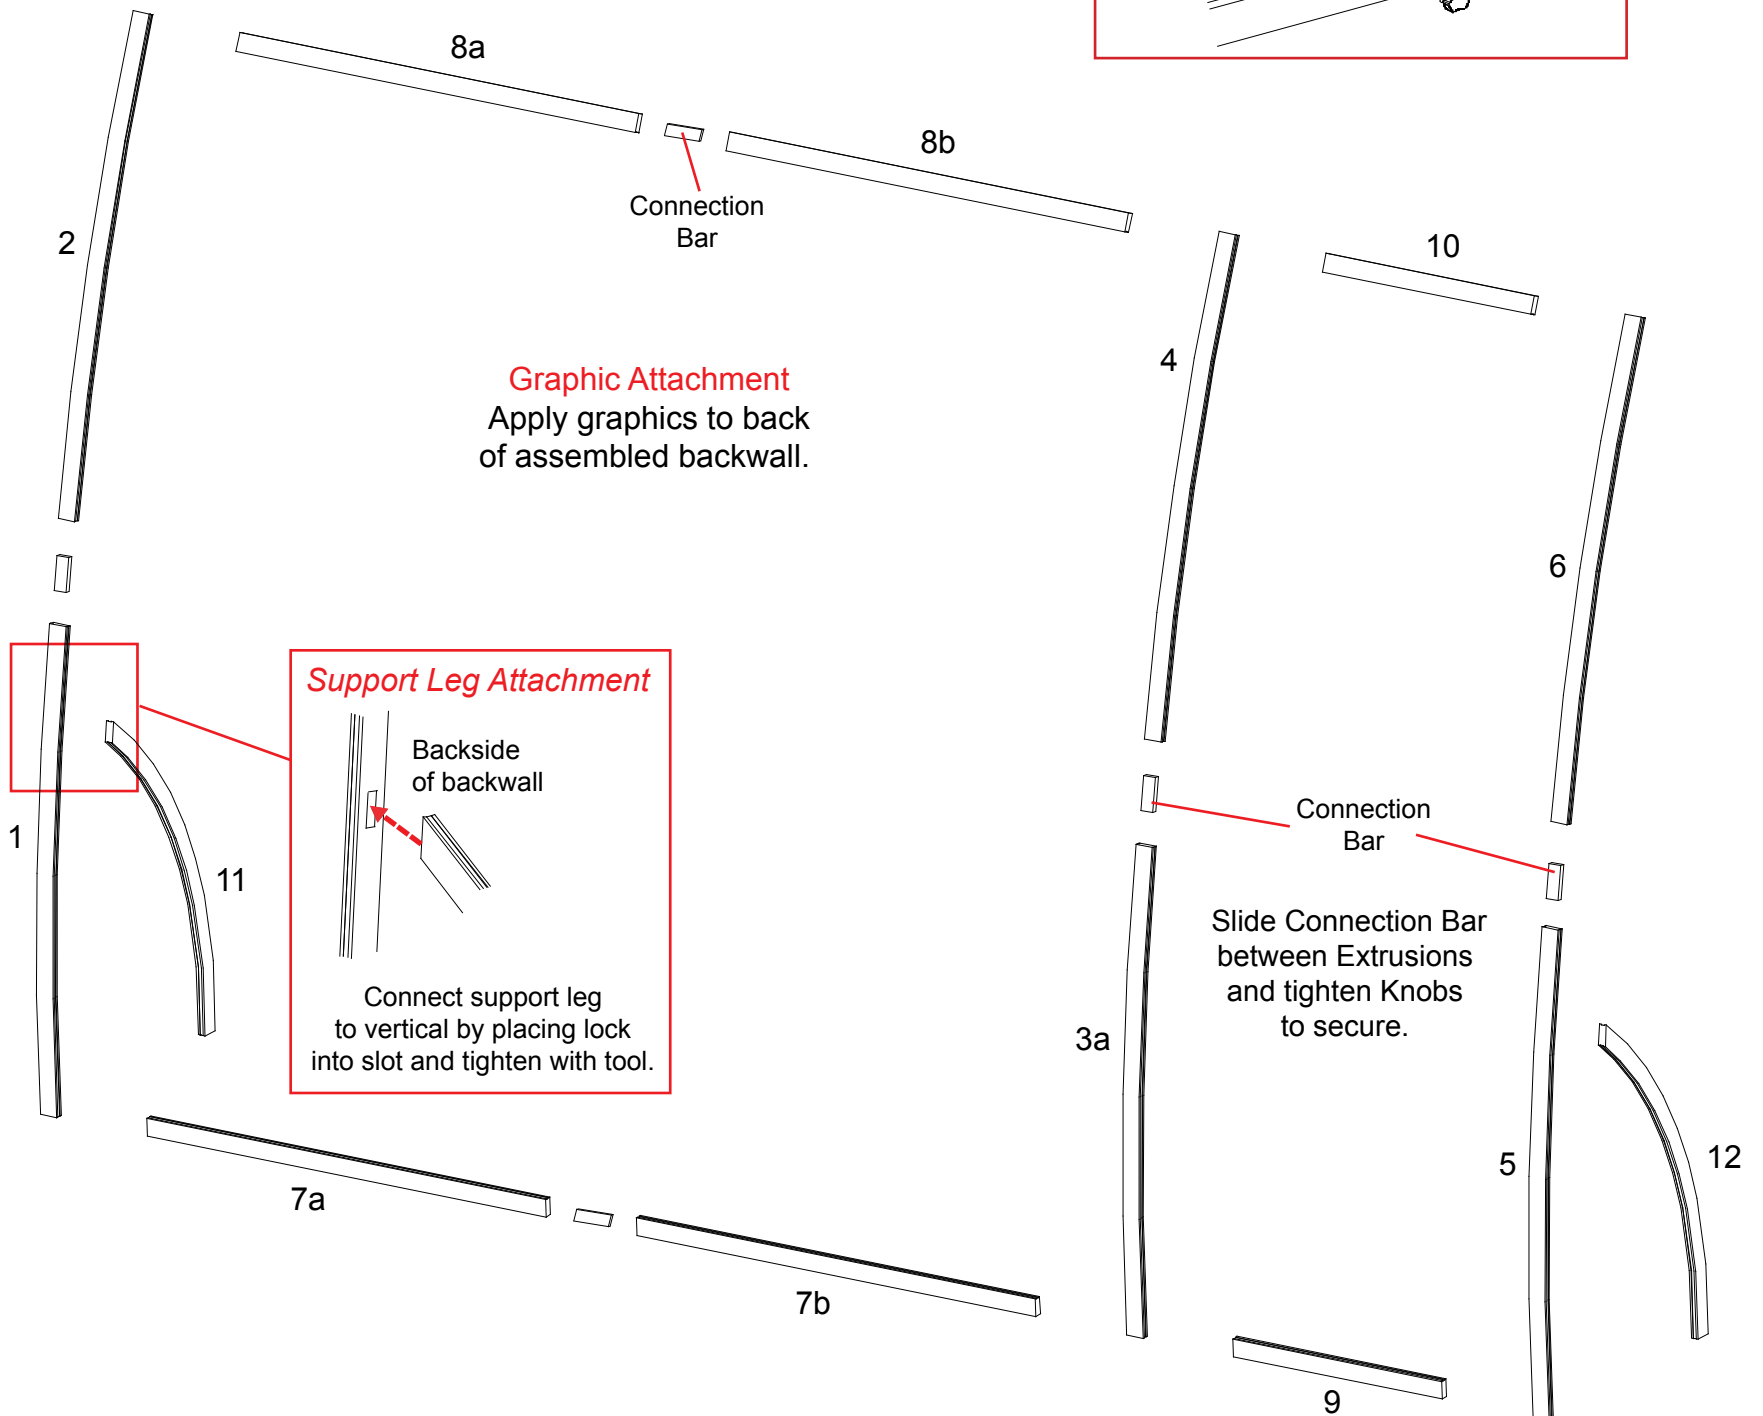 8a
8b
Connection
Bar
2
10
4
Graphic Attachment
Apply graphics to back
of assembled backwall.
6
Support Leg Attachment
Backside
of backwall
Connect support leg
to vertical by placing lock
into slot and tighten with tool.
1
11
Connection
Bar
Slide Connection Bar
between Extrusions
and tighten Knobs
to secure.
3a
5
12
7a
7b
9